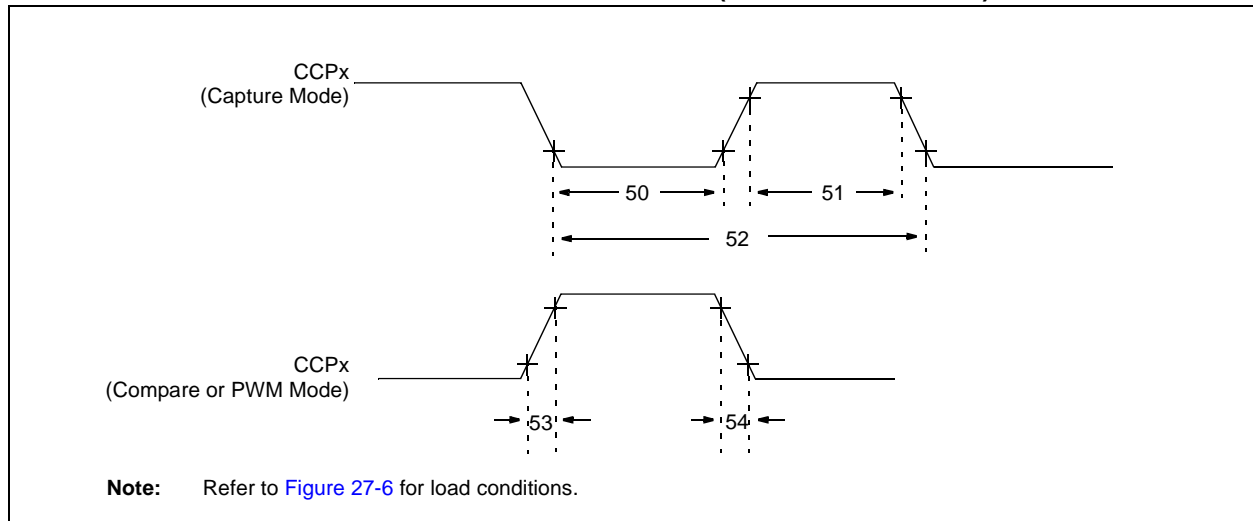 CCPx
(Capture Mode)
50
51
52
CCPx
(Compare or PWM Mode)
53
54
Note: Refer to Figure 27-6 for load conditions.